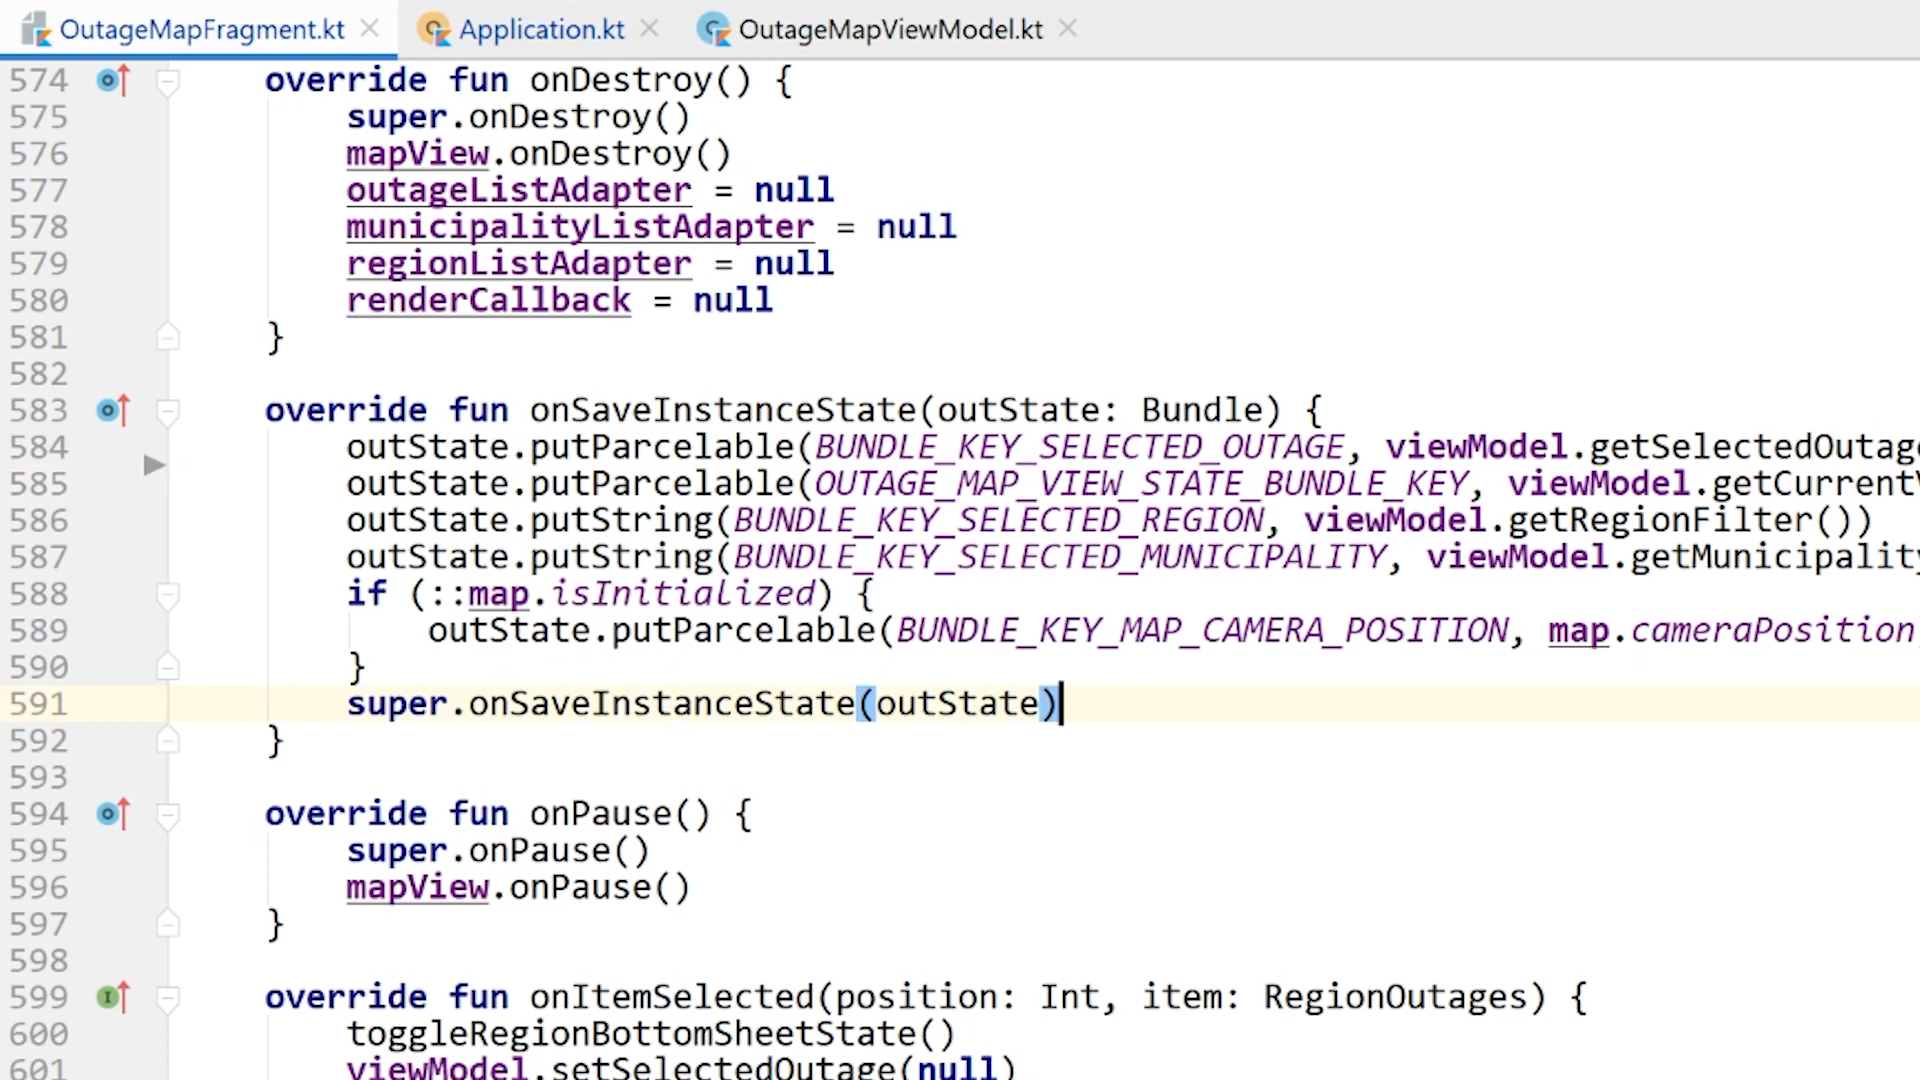 OutageMapFragment.kt Application.kt OutageMapViewModel.kt
574 override fun onDestroy() {
575 super.onDestroy()
576 mapView.onDestroy()
577 outageListAdapter = null
578 municipalityListAdapter = null
579 regionListAdapter = null
580 renderCallback = null
581 }
582
583 override fun onSaveInstanceState(outState: Bundle) {
584 outState.putParcelable(BUNDLE_KEY_SELECTED_OUTAGE, viewModel.getSelectedOutage
585 outState.putParcelable(OUTAGE_MAP_VIEW_STATE_BUNDLE_KEY, viewModel.getCurrentV
586 outState.putString(BUNDLE_KEY_SELECTED_REGION, viewModel.getRegionFilter())
587 outState.putString(BUNDLE_KEY_SELECTED_MUNICIPALITY, viewModel.getMunicipality
588 if (::map.isInitialized) {
589 outState.putParcelable(BUNDLE_KEY_MAP_CAMERA_POSITION, map.cameraPosition
590 }
591 super.onSaveInstanceState(outState)
592 }
593
594 override fun onPause() {
595 super.onPause()
596 mapView.onPause()
597 }
598
599 override fun onItemSelected(position: Int, item: RegionOutages) {
600 toggleRegionBottomSheetState()
601 viewModel.setSelectedOutage(null)